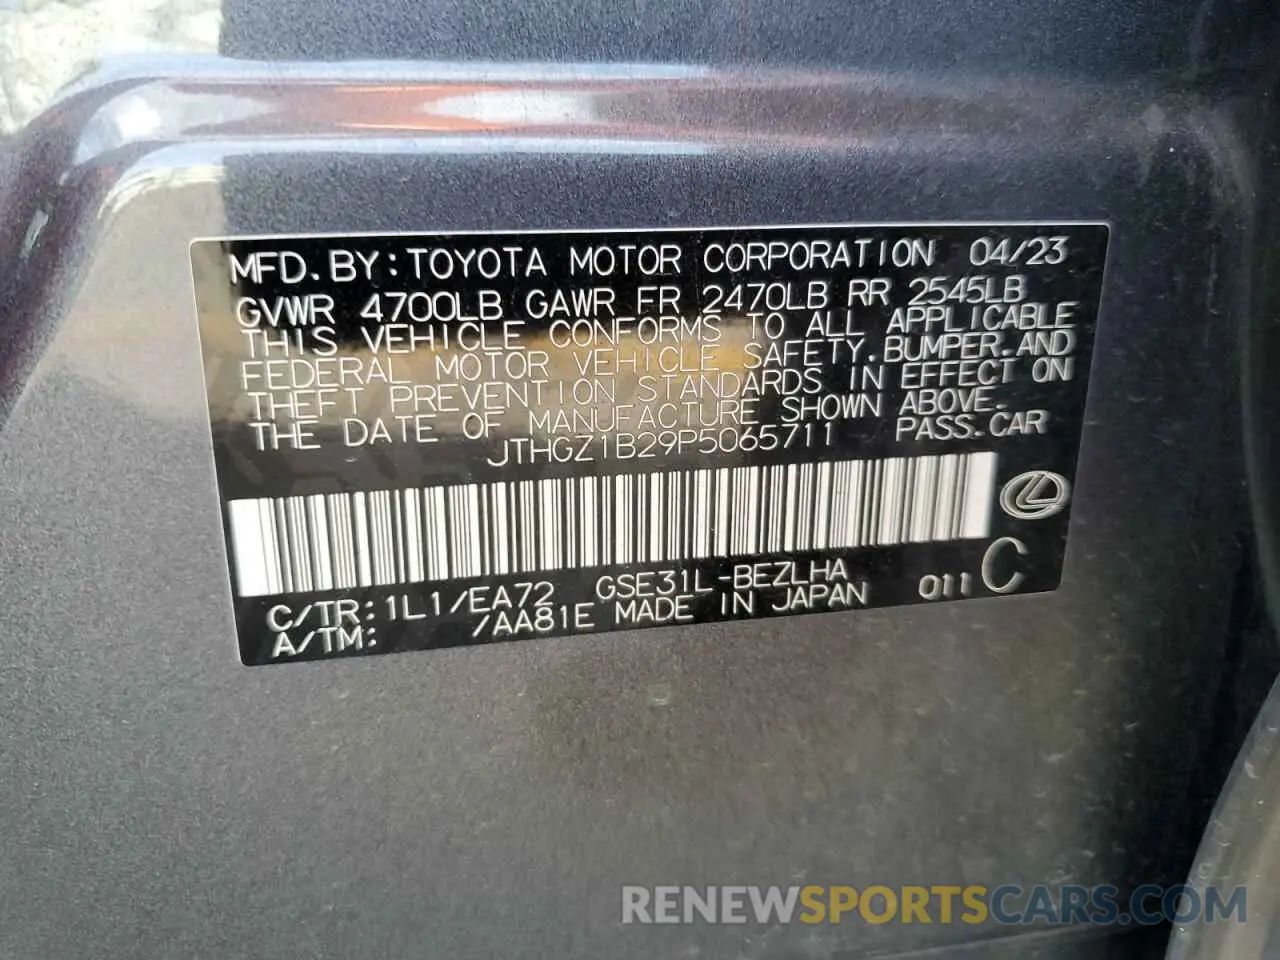 MFD. BY: TOYOTA MOTOR CORPORATION 04/23
GVWR 4700LB GAWR FR 2470LB RR 2545LB
THIS VEHICLE CONFORMS TO ALL APPLICABLE
FEDERAL MOTOR VEHICLE SAFETY, BUMPER, AND
THEFT PREVENTION STANDARDS IN EFFECT ON
THE DATE OF MANUFACTURE SHOWN ABOVE.
JTHGZ1B29P5065711 PASS. CAR
C/TR: 1L1/EA72 GSE31L-BEZLHA 011 C
A/TM: /AA81E MADE IN JAPAN
RENEWSPORTSCARS.COM